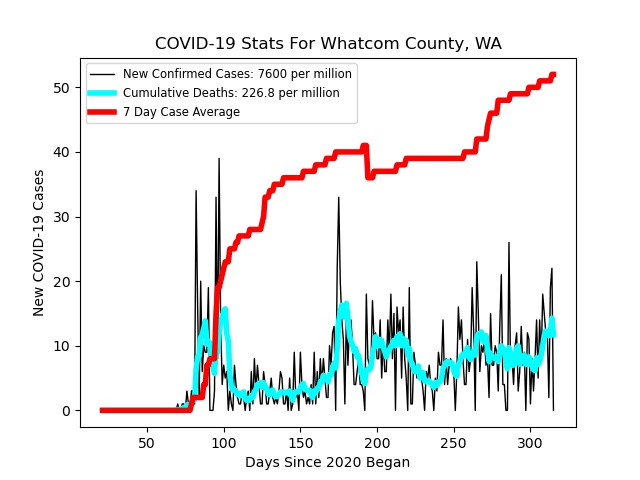 COVID-19 Stats For Whatcom County, WA
New Confirmed Cases: 7600 per million
Cumulative Deaths: 226.8 per million
7 Day Case Average
New COVID-19 Cases
50
40
30
20
10
0
50
100
150
200
250
300
Days Since 2020 Began